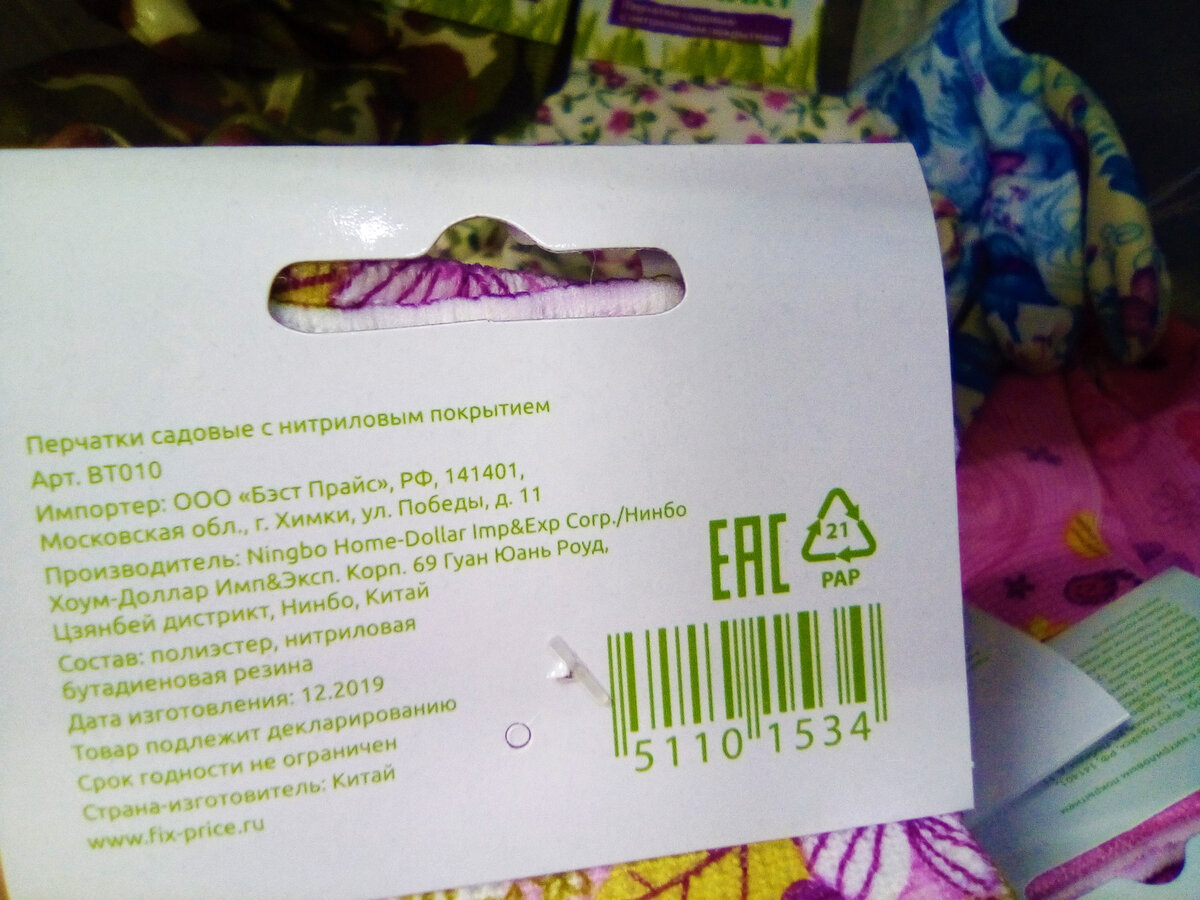 Перчатки садовые с нитриловым покрытием
Арт. BT010
Импортер: ООО «Бэст Прайс», РФ, 141401,
Московская обл., г. Химки, ул. Победы, д. 11
Производитель: Ningbo Home-Dollar Imp&Exp Corp./Нинбо
Хоум-Доллар Имп&Эксп. Корп. 69 Гуан Юань Роуд,
Цзянбей дистрикт, Нинбо, Китай
Состав: полиэстер, нитриловая
бутадиеновая резина
Дата изготовления: 12.2019
Товар подлежит декларированию
Срок годности не ограничен
Страна-изготовитель: Китай
www.fix-price.ru
EAC
21
PAP
5110 1534